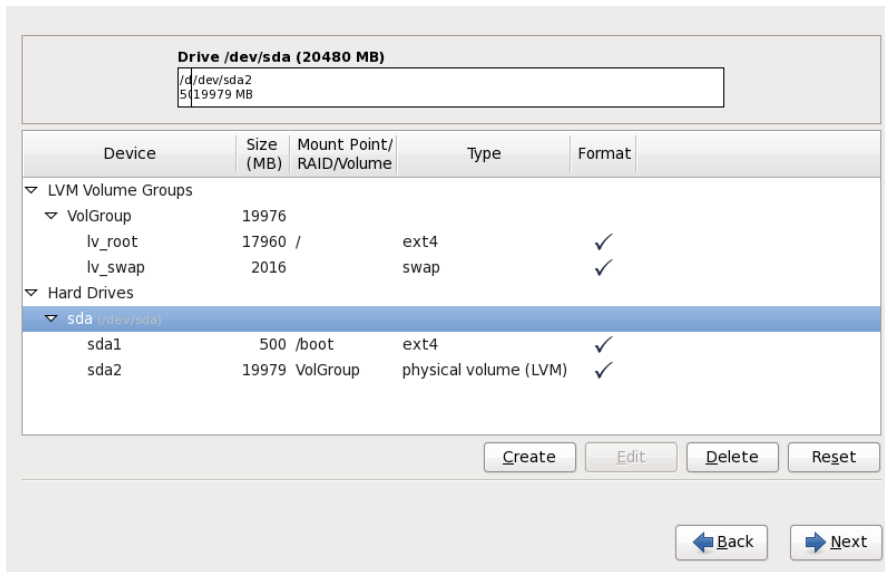 Drive /dev/sda (20480 MB)
/d/dev/sda2
50 19979 MB
Device Size (MB) Mount Point/ RAID/Volume Type Format
LVM Volume Groups
VolGroup 19976
lv_root 17960 / ext4
lv_swap 2016 swap
Hard Drives
sda (/dev/sda)
sda1 500 /boot ext4
sda2 19979 VolGroup physical volume (LVM)
Create Edit Delete Reset
Back Next